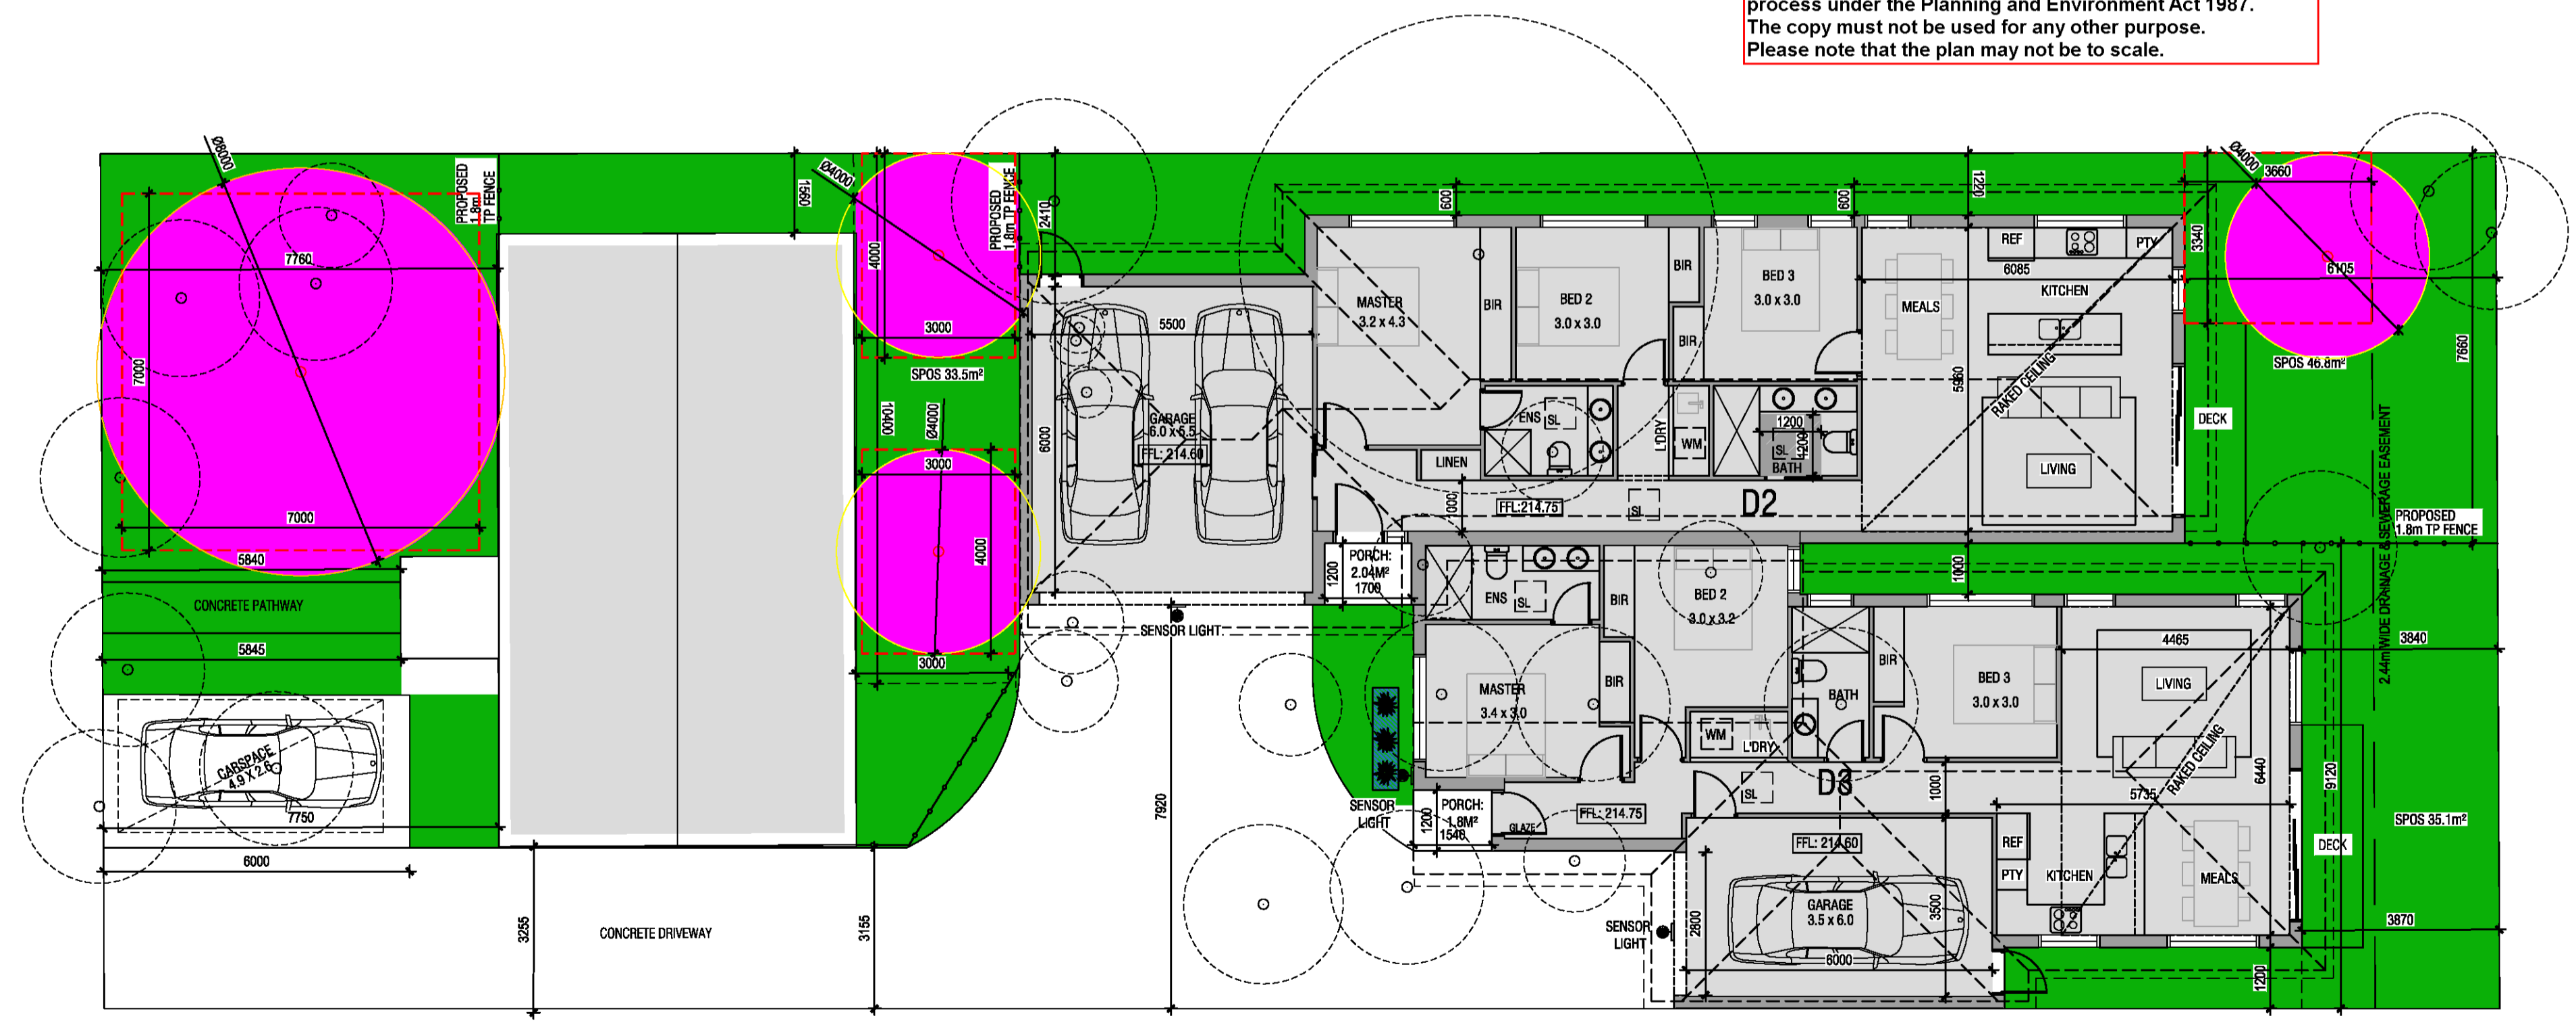 process under the Planning and Environment Act 1987.
The copy must not be used for any other purpose.
Please note that the plan may not be to scale.
Ø8000
PROPOSED
1.8m
TP FENCE
7760
7000
7000
5840
CONCRETE PATHWAY
5845
CARSPACE
4.9 X 2.6
7750
6000
3255
CONCRETE DRIVEWAY
3155
1560
Ø4000
4000
PROPOSED
1.8m TP FENCE
2410
3000
SPOS 33.5m²
10400
Ø4000
3000
4000
3000
5500
6000
GARAGE
6.0 x 5.5
FFL: 214.60
SENSOR LIGHT
7920
600
MASTER
3.2 x 4.3
BIR
BED 2
3.0 x 3.0
BIR
BIR
BED 3
3.0 x 3.0
600
1220
MEALS
REF
PTY
6085
KITCHEN
RAKED CEILING
5960
LIVING
LINEN
ENS
SL
L'DRY
WM
1200
1200
SL
BATH
1000
FFL:214.75
SL
D2
PORCH:
2.04M²
1700
1200
3340
Ø4000
3660
6105
SPOS 46.8m²
7660
DECK
2.44m WIDE DRAINAGE & SEWERAGE EASEMENT
PROPOSED
1.8m TP FENCE
1000
ENS
SL
BIR
BED 2
3.0 x 3.2
MASTER
3.4 x 3.0
BIR
WM
L'DRY
BATH
BIR
BED 3
3.0 x 3.0
4465
LIVING
RAKED CEILING
6440
9120
3840
D3
SL
1000
5735
SENSOR
LIGHT
1200
PORCH:
1.8M²
1540
GLAZE
FFL: 214.75
FFL: 214.60
REF
PTY
KITCHEN
MEALS
DECK
SPOS 35.1m²
GARAGE
3.5 x 6.0
3500
2800
SENSOR
LIGHT
6000
3870
1200